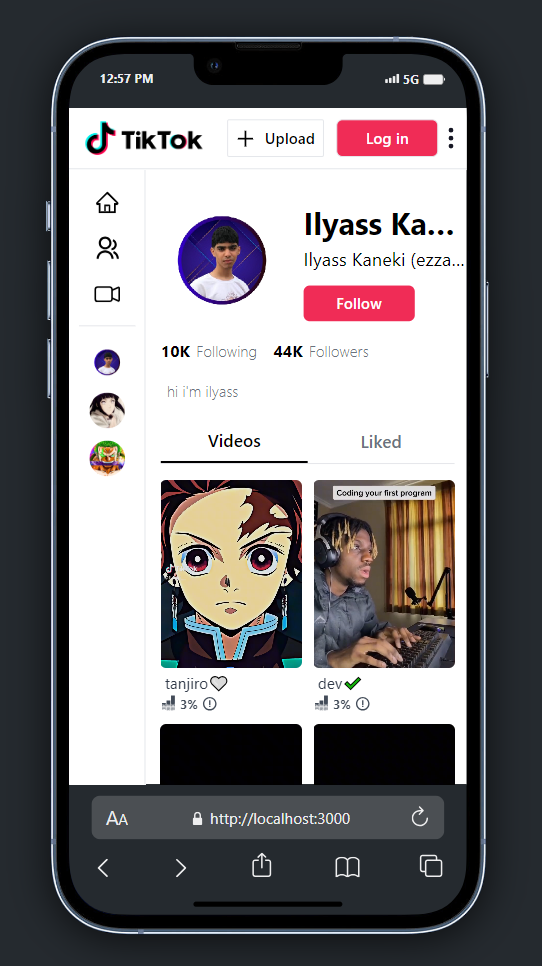 12:57 PM
5G
TikTok
+ Upload
Log in
Ilyass Ka...
Ilyass Kaneki (ezza...
Follow
10K Following 44K Followers
hi i'm ilyass
Videos Liked
Coding your first program
tanjiro🤍 dev✔
3% 3%
AA http://localhost:3000